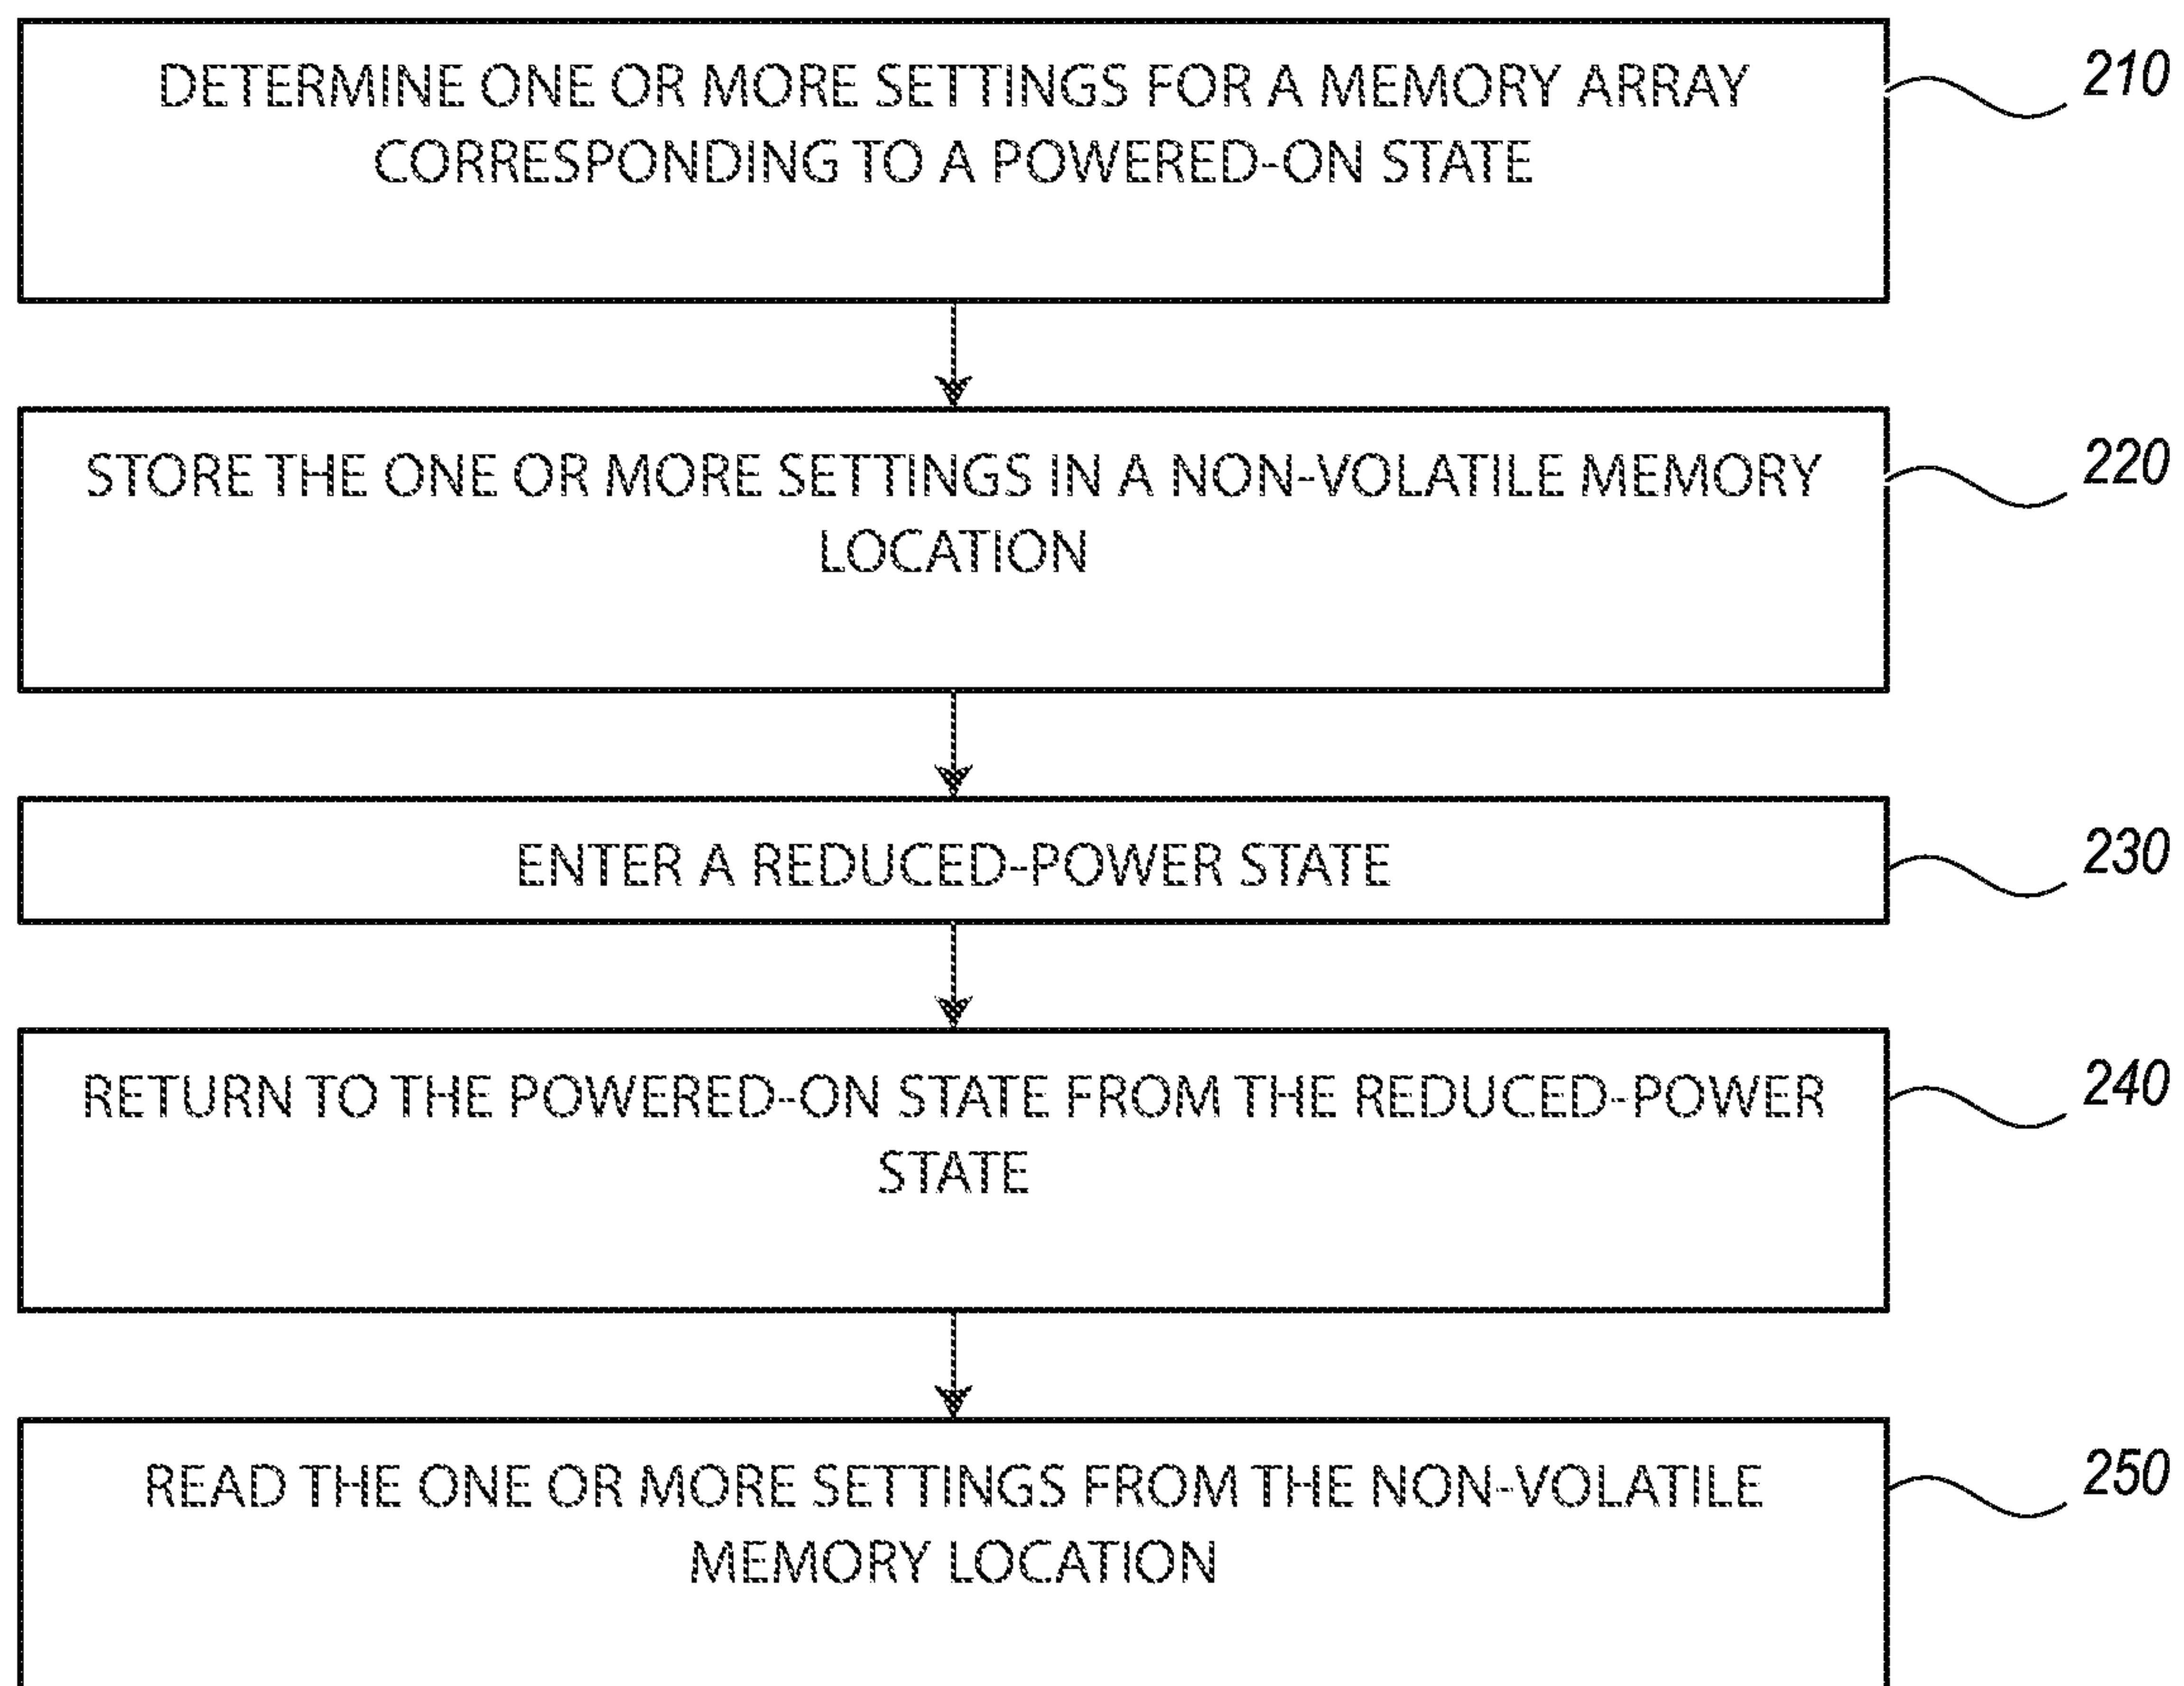 DETERMINE ONE OR MORE SETTINGS FOR A MEMORY ARRAY
CORRESPONDING TO A POWERED-ON STATE
210
STORE THE ONE OR MORE SETTINGS IN A NON-VOLATILE MEMORY
LOCATION
220
ENTER A REDUCED-POWER STATE
230
RETURN TO THE POWERED-ON STATE FROM THE REDUCED-POWER
STATE
240
READ THE ONE OR MORE SETTINGS FROM THE NON-VOLATILE
MEMORY LOCATION
250